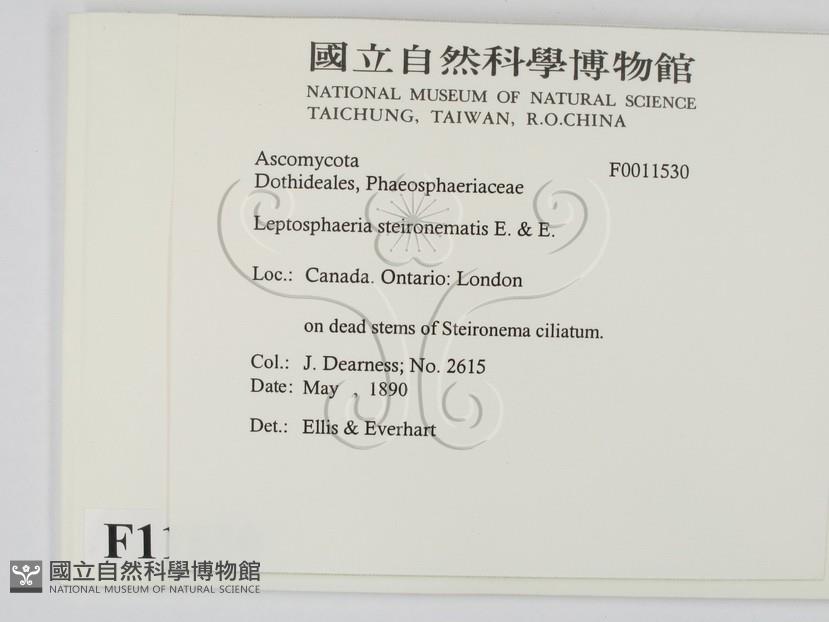 國立自然科學博物館
NATIONAL MUSEUM OF NATURAL SCIENCE
TAICHUNG, TAIWAN, R.O.CHINA
Ascomycota F0011530
Dothideales, Phaeosphaeriaceae
Leptosphaeria steironematis E. & E.
Loc.: Canada. Ontario: London
on dead stems of Steironema ciliatum.
Col.: J. Dearness; No. 2615
Date: May , 1890
Det.: Ellis & Everhart
F11
國立自然科學博物館
NATIONAL MUSEUM OF NATURAL SCIENCE